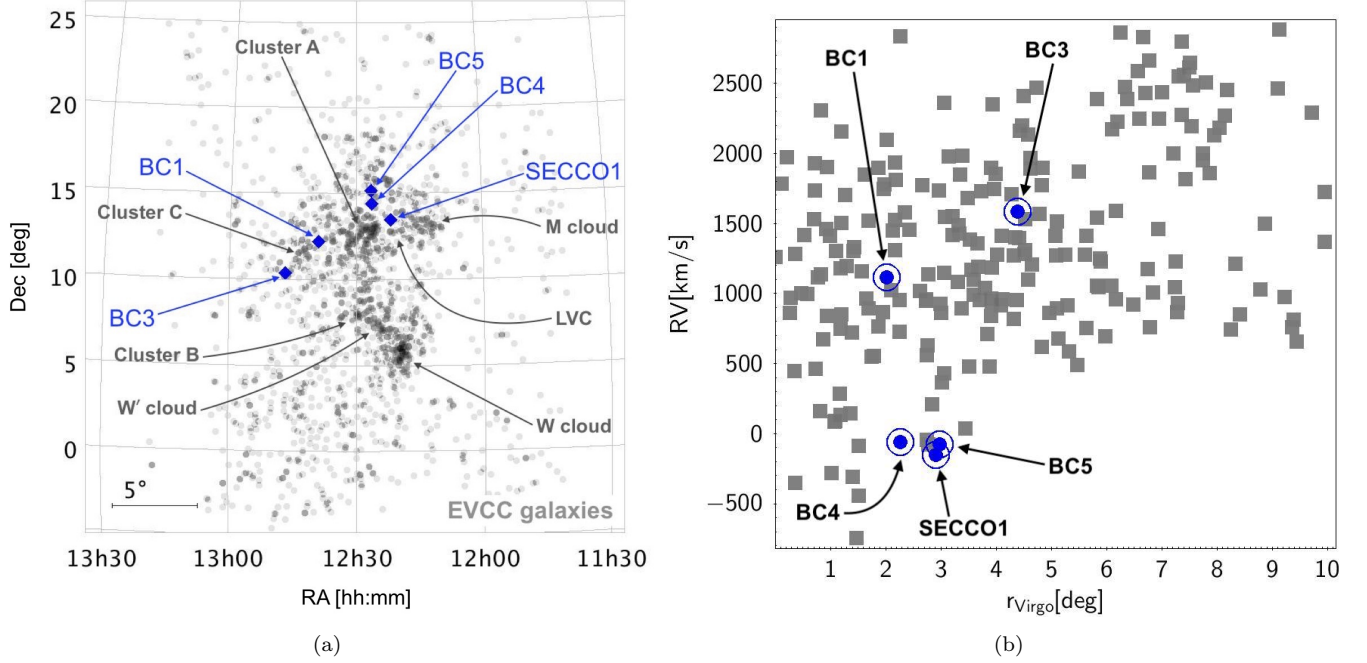 25
20
15
10
5
0
Dec [deg]
Cluster A
BC5
BC4
BC1
SECCO1
Cluster C
M cloud
BC3
LVC
Cluster B
W′ cloud
W cloud
5°
EVCC galaxies
13h30
13h00
12h30
12h00
11h30
RA [hh:mm]
(a)
2500
2000
1500
1000
500
0
−500
RV[km/s]
BC1
BC3
BC5
BC4
SECCO1
1
2
3
4
5
6
7
8
9
10
rVirgo[deg]
(b)